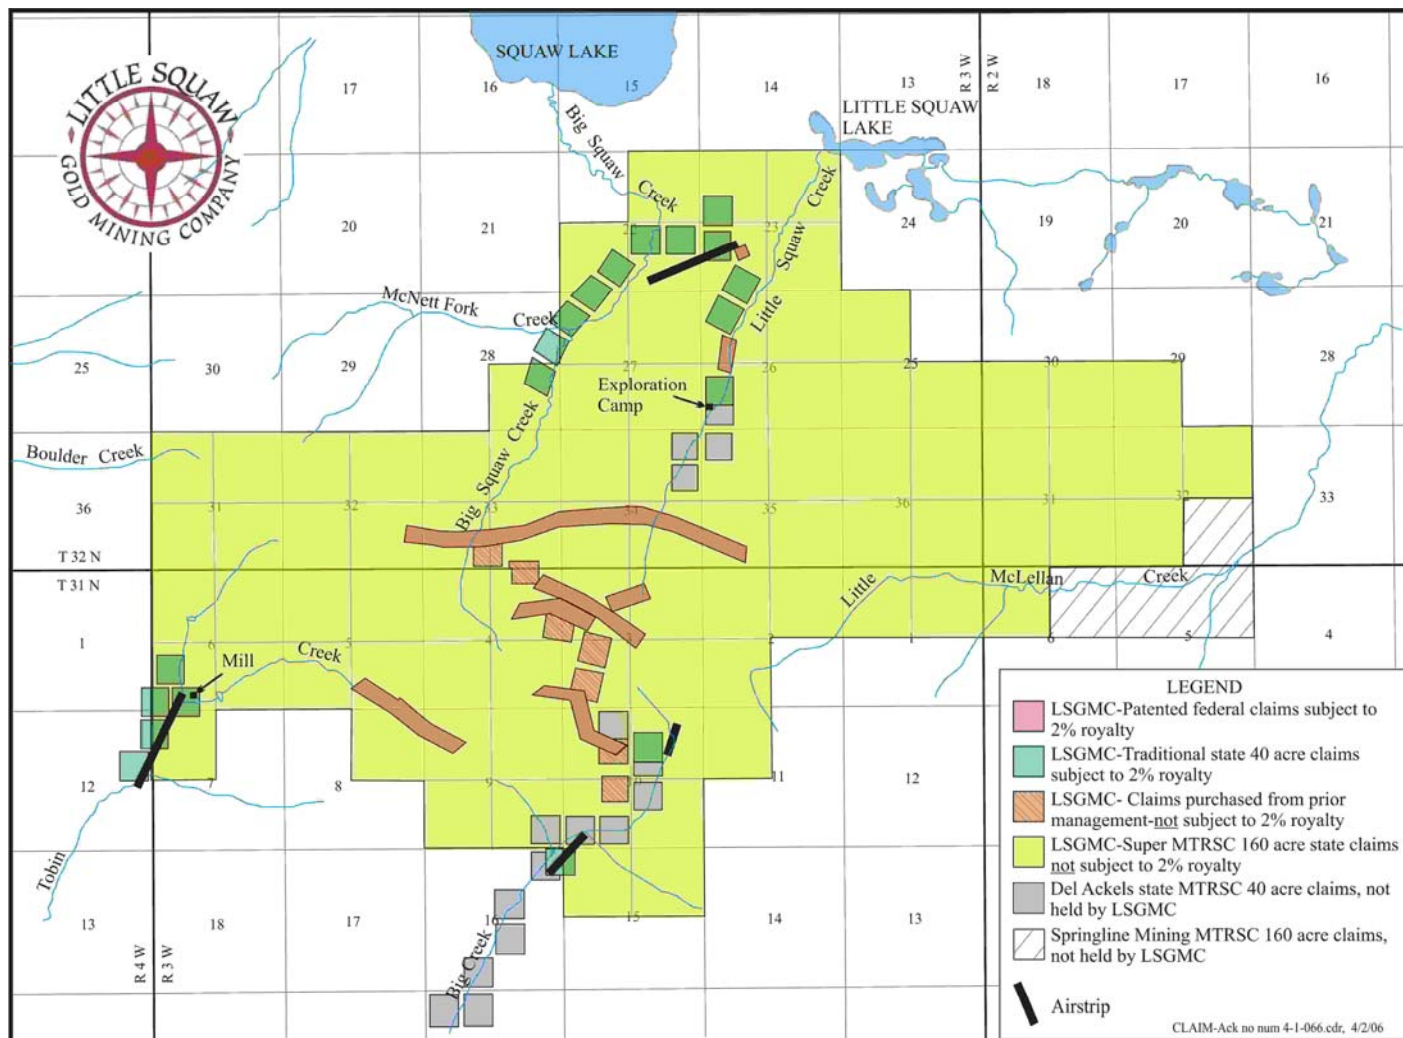 LITTLE SQUAW
GOLD MINING COMPANY
SQUAW LAKE
17
16
15
14
13
R 3 W
R 2 W
18
17
16
LITTLE SQUAW
LAKE
Big Squaw
Creek
20
21
22
23
24
19
20
21
Little Squaw Creek
McNett Fork
Creek
25
30
29
28
27
26
25
30
29
28
Exploration
Camp
Big Squaw Creek
Boulder Creek
36
31
32
33
34
35
36
31
32
33
T 32 N
T 31 N
Little McLellan Creek
1
6
5
4
3
2
1
6
5
4
Creek
Mill
12
7
8
9
11
12
Tobin
13
18
17
16
15
14
13
R 4 W
R 3 W
Big Creek
LEGEND
LSGMC-Patented federal claims subject to
2% royalty
LSGMC-Traditional state 40 acre claims
subject to 2% royalty
LSGMC- Claims purchased from prior
management-not subject to 2% royalty
LSGMC-Super MTRSC 160 acre state claims
not subject to 2% royalty
Del Ackels state MTRSC 40 acre claims, not
held by LSGMC
Springline Mining MTRSC 160 acre claims,
not held by LSGMC
Airstrip
CLAIM-Ack no num 4-1-066.cdr, 4/2/06